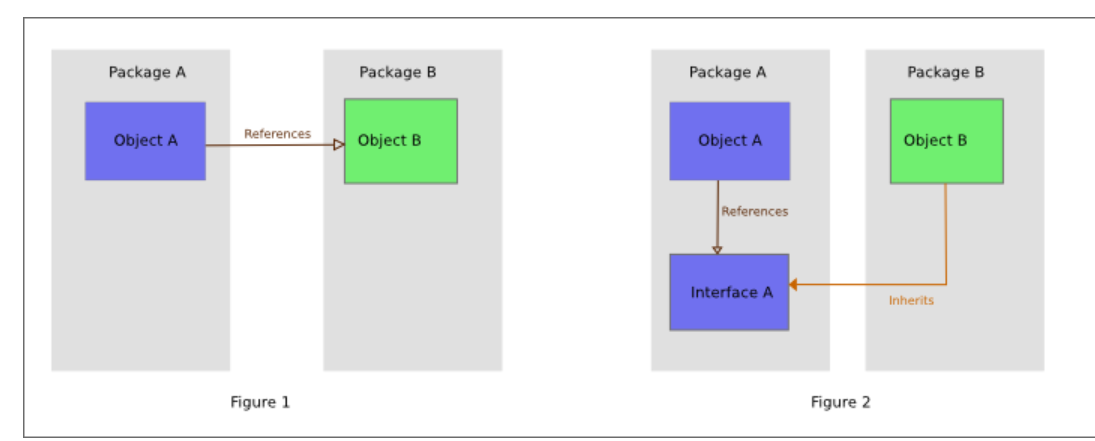 Package A
Package B
Object A
References
Object B
Figure 1
Package A
Package B
Object A
Object B
References
Interface A
Inherits
Figure 2